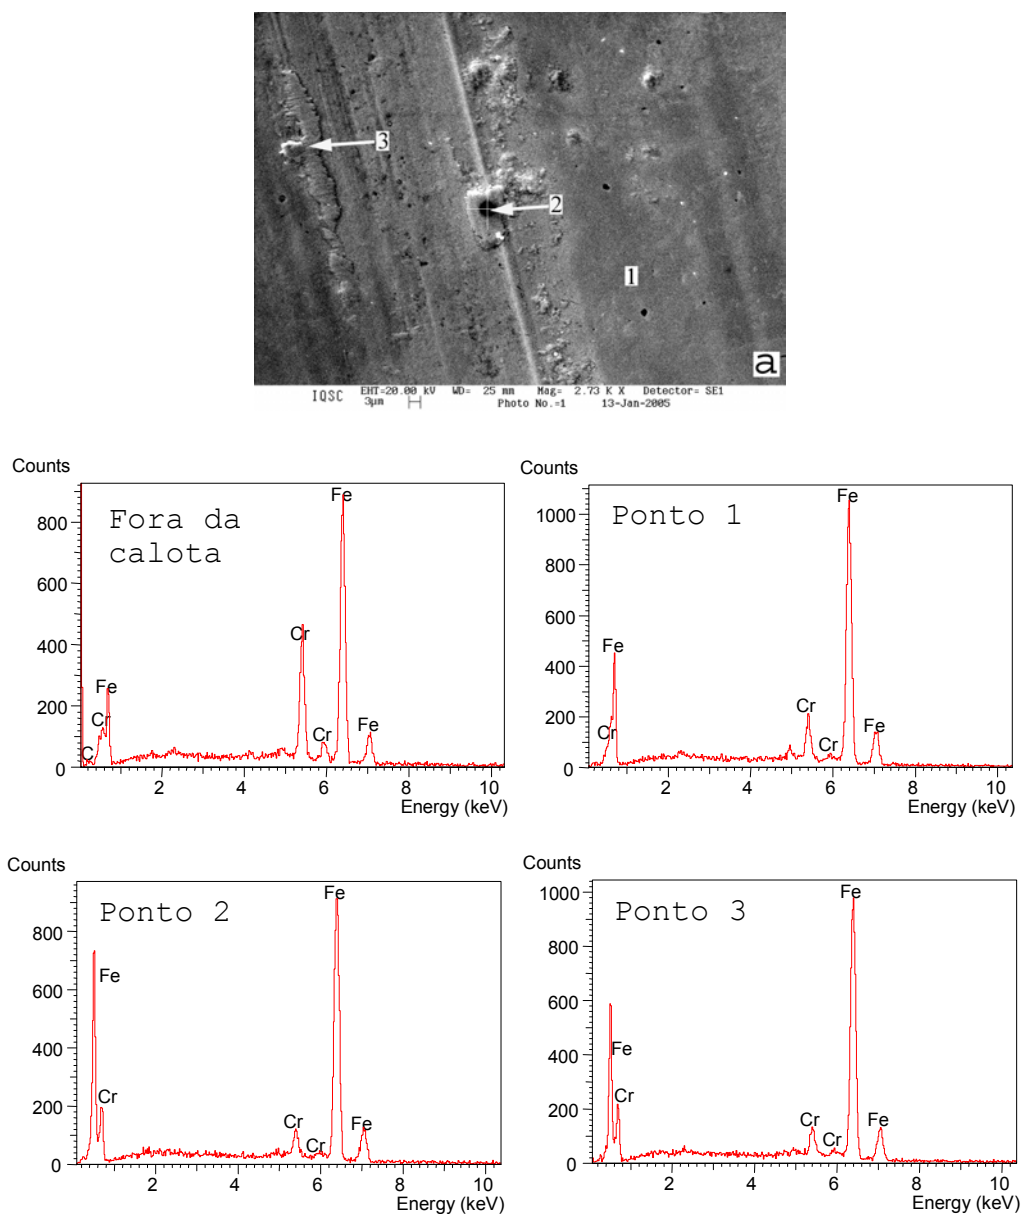 3
2
1
a
IQSC EHT=20.00 kV WD= 25 mm Mag= 2.73 K X Detector= SE1
3µm Photo No.=1 13-Jan-2005
Counts
Fora da
calota
Fe
Cr
Fe
Cr
C
Cr
Fe
800
600
400
200
0
2 4 6 8 10
Energy (keV)
Counts
Ponto 1
Fe
Fe
Cr
Cr
Cr
Fe
1000
800
600
400
200
0
2 4 6 8 10
Energy (keV)
Counts
Ponto 2
Fe
Fe
Cr
Cr
Cr
Fe
800
600
400
200
0
2 4 6 8 10
Energy (keV)
Counts
Ponto 3
Fe
Fe
Cr
Cr
Cr
Fe
1000
800
600
400
200
0
2 4 6 8 10
Energy (keV)